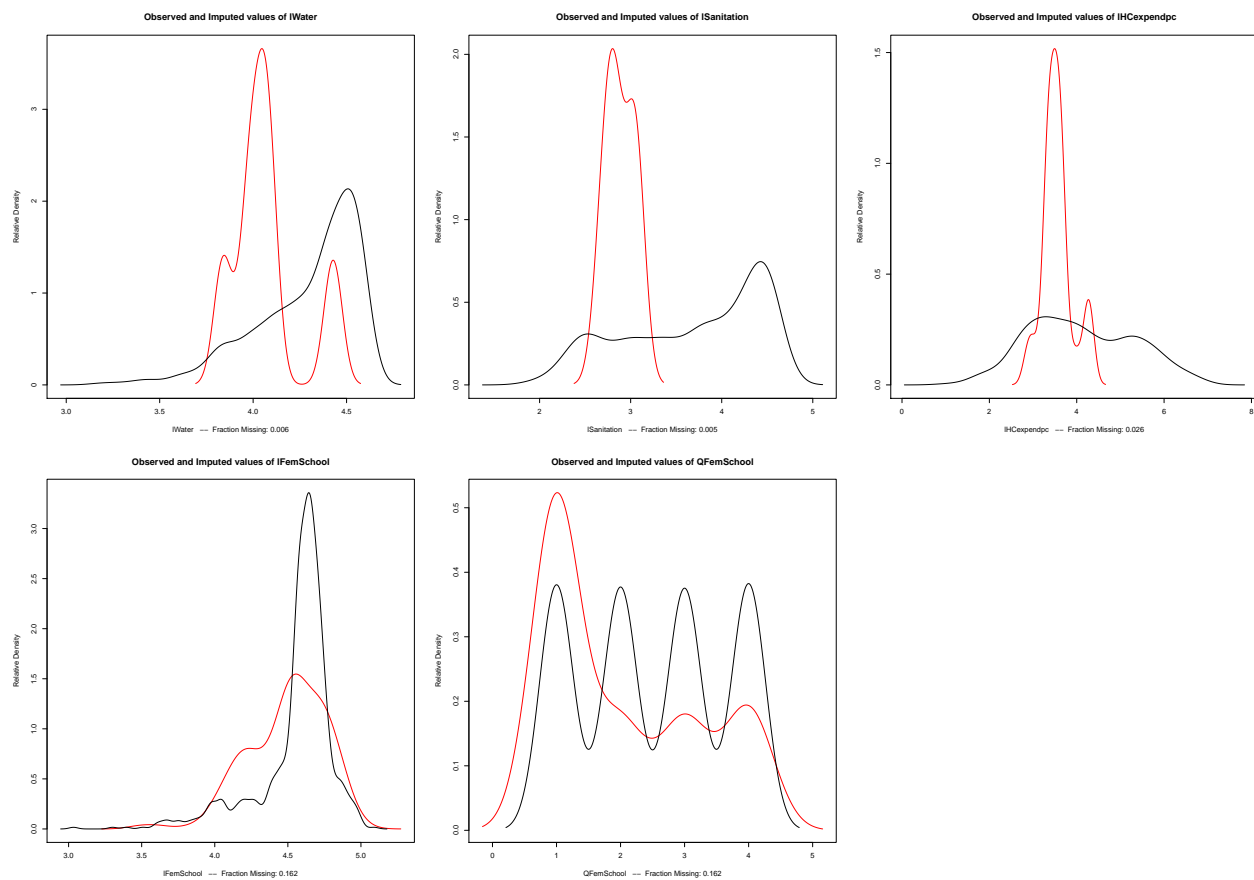 Observed and Imputed values of lWater
Relative Density
0 1 2 3
3.0 3.5 4.0 4.5
lWater -- Fraction Missing: 0.006
Observed and Imputed values of lSanitation
Relative Density
0.0 0.5 1.0 1.5 2.0
2 3 4 5
lSanitation -- Fraction Missing: 0.005
Observed and Imputed values of lHCexpendpc
Relative Density
0.0 0.5 1.0 1.5
0 2 4 6 8
lHCexpendpc -- Fraction Missing: 0.026
Observed and Imputed values of lFemSchool
Relative Density
0.0 0.5 1.0 1.5 2.0 2.5 3.0
3.0 3.5 4.0 4.5 5.0
lFemSchool -- Fraction Missing: 0.162
Observed and Imputed values of QFemSchool
Relative Density
0.0 0.1 0.2 0.3 0.4 0.5
0 1 2 3 4 5
QFemSchool -- Fraction Missing: 0.162